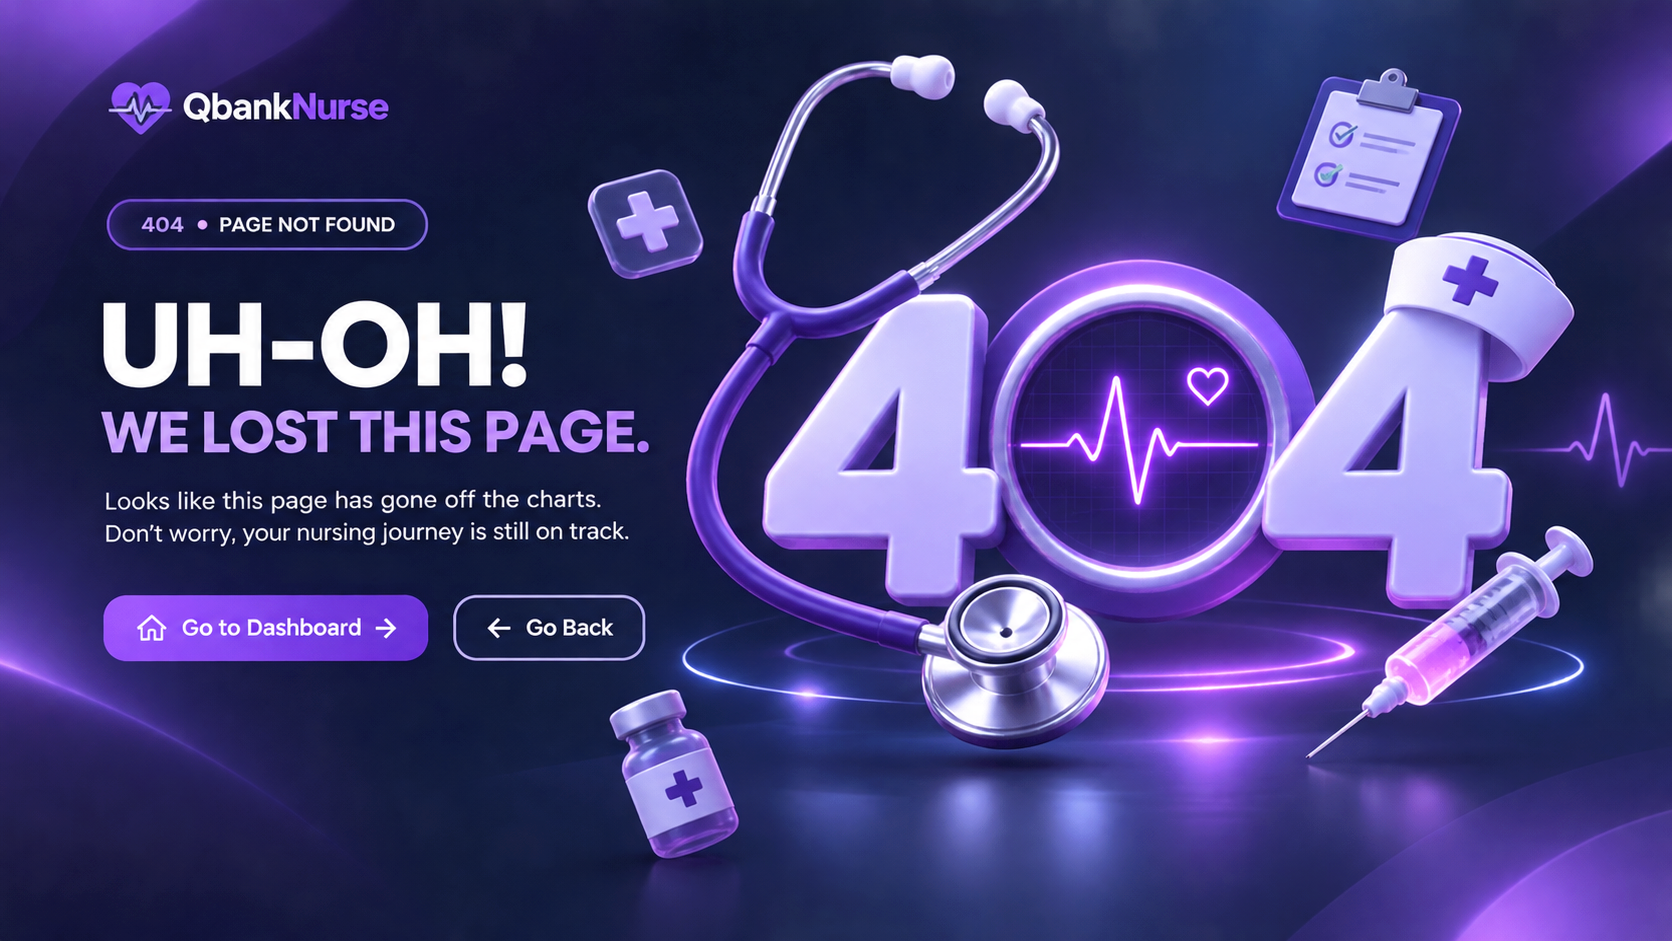 QbankNurse
404 • PAGE NOT FOUND
UH-OH!
WE LOST THIS PAGE.
Looks like this page has gone off the charts.
Don't worry, your nursing journey is still on track.
Go to Dashboard →
← Go Back
404